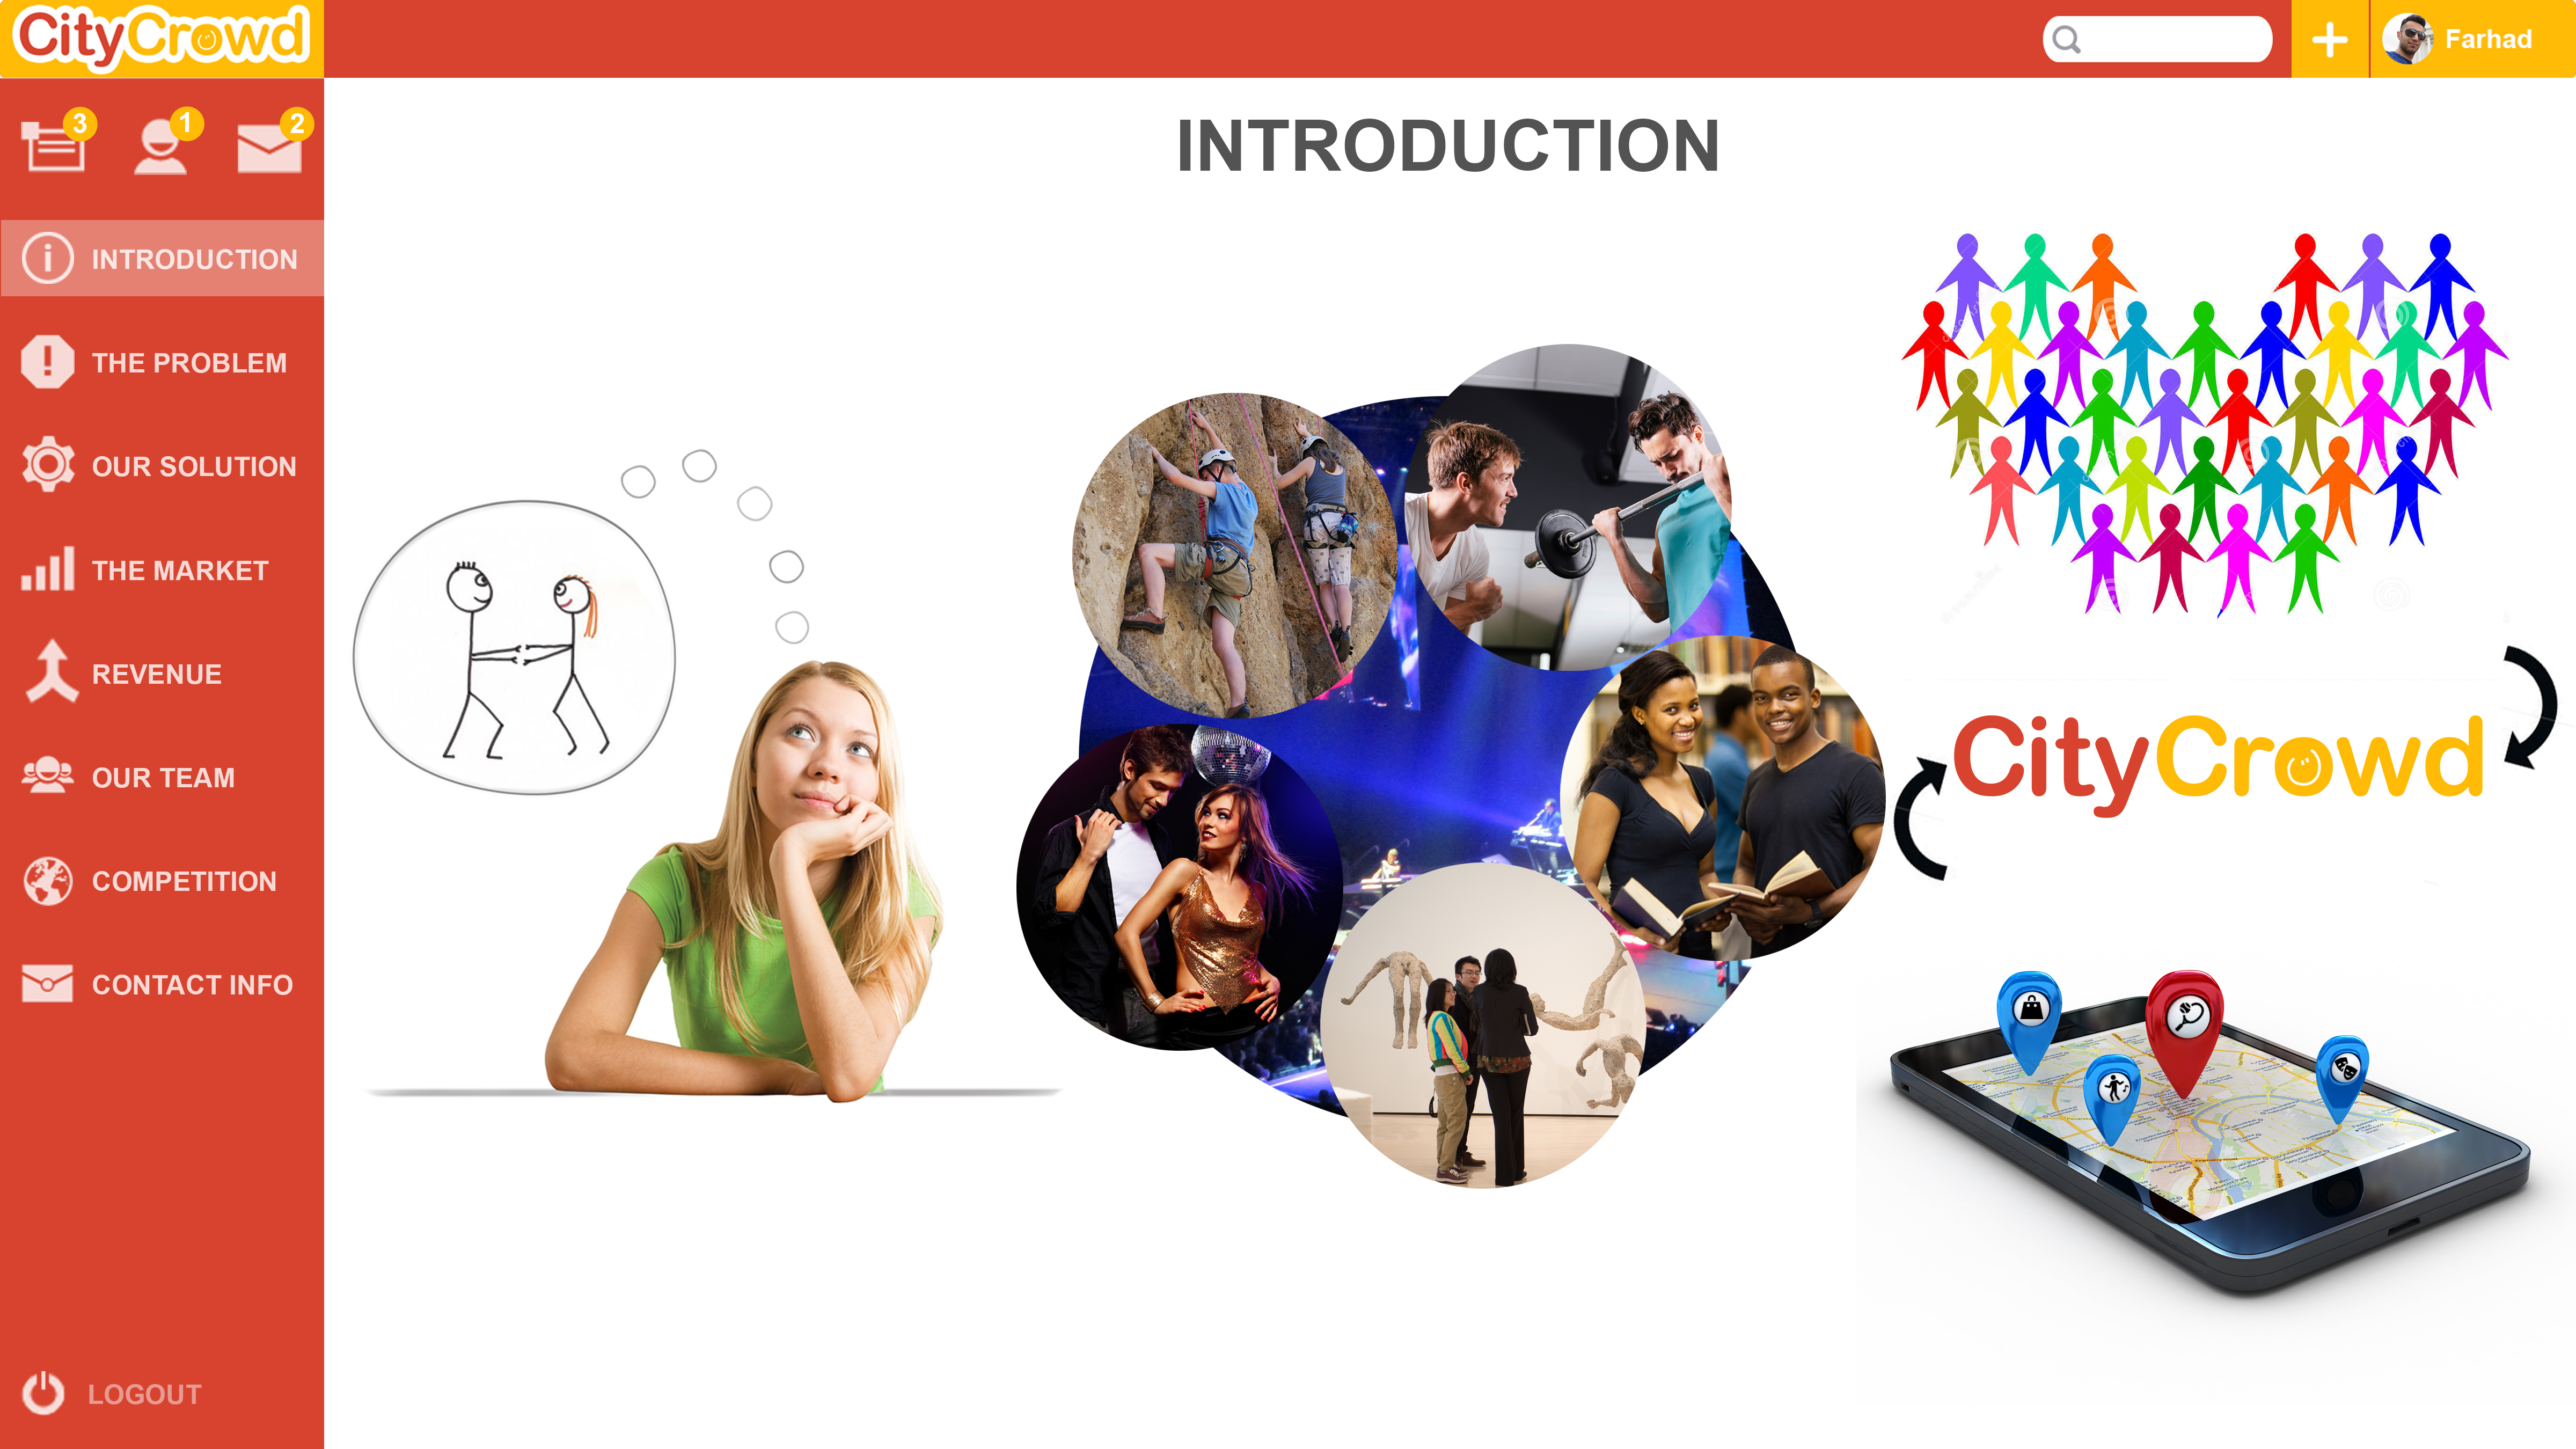 CityCrowd
Farhad
3
1
2
INTRODUCTION
INTRODUCTION
THE PROBLEM
OUR SOLUTION
THE MARKET
REVENUE
OUR TEAM
COMPETITION
CONTACT INFO
LOGOUT
CityCrowd